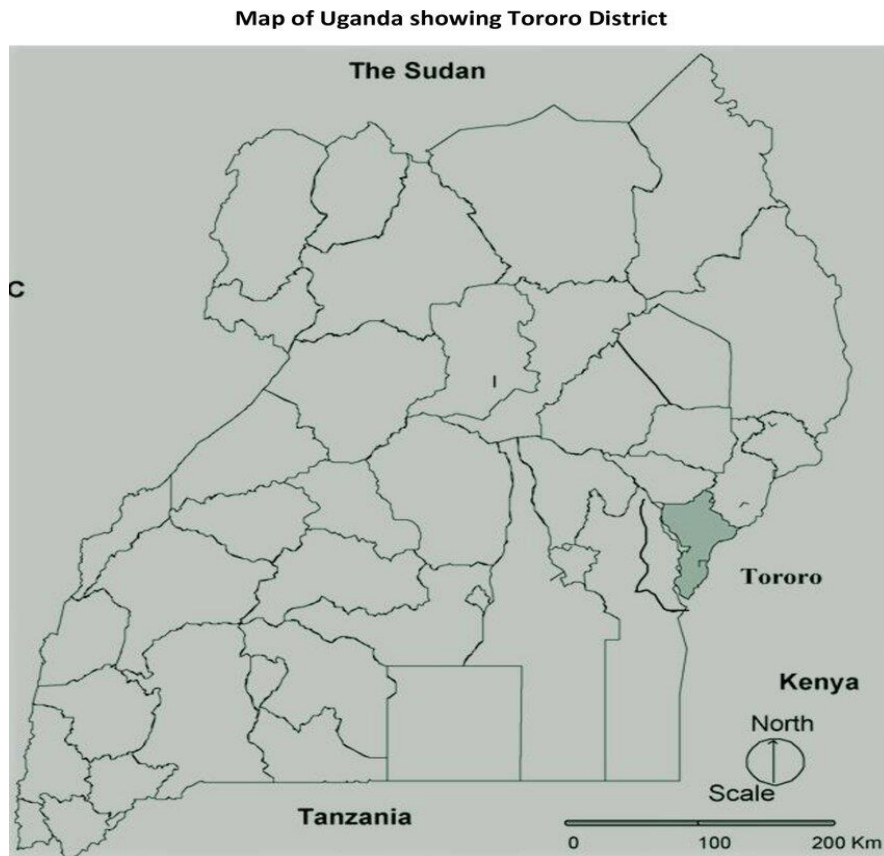 Map of Uganda showing Tororo District
The Sudan
C
I
Tororo
Kenya
North
Scale
Tanzania
0 100 200 Km